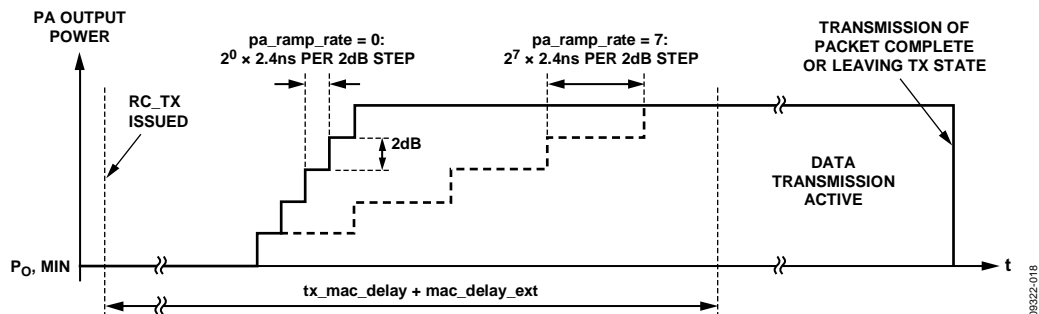 PA OUTPUT
POWER
RC_TX
ISSUED
pa_ramp_rate = 0:
2⁰ × 2.4ns PER 2dB STEP
pa_ramp_rate = 7:
2⁷ × 2.4ns PER 2dB STEP
TRANSMISSION OF
PACKET COMPLETE
OR LEAVING TX STATE
2dB
DATA
TRANSMISSION
ACTIVE
P_O, MIN
t
tx_mac_delay + mac_delay_ext
09322-018